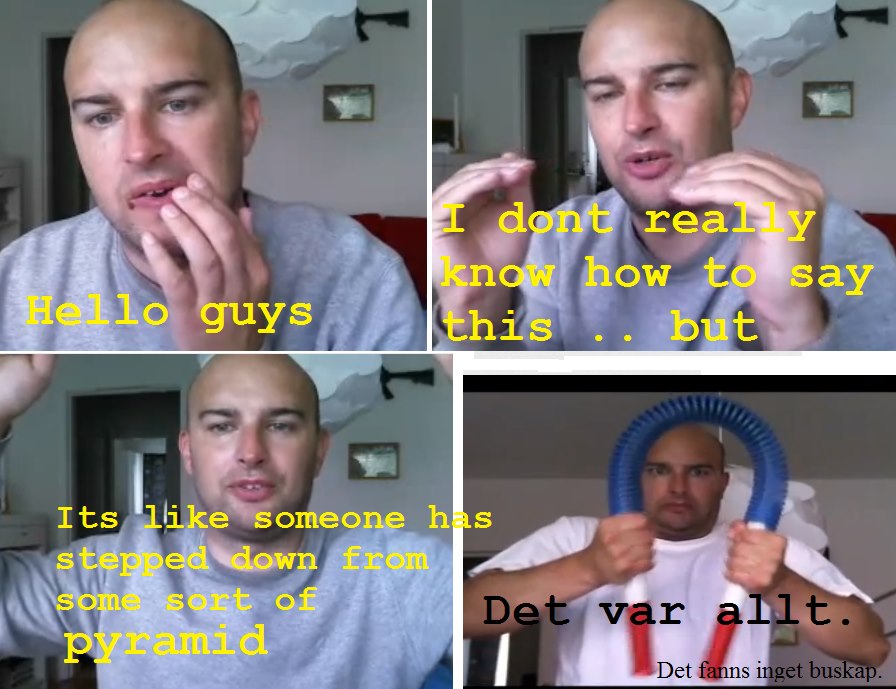 Hello guys
I dont really
know how to say
this .. but
Its like someone has
stepped down from
some sort of
pyramid
Det var allt.
Det fanns inget buskap.